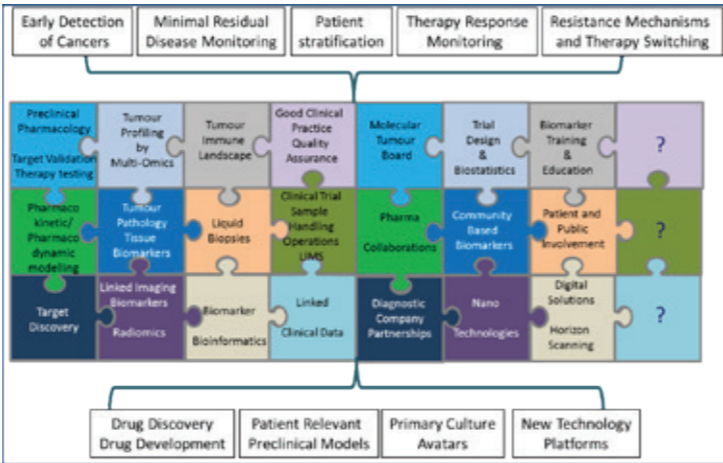 Early Detection
of Cancers
Minimal Residual
Disease Monitoring
Patient
stratification
Therapy Response
Monitoring
Resistance Mechanisms
and Therapy Switching
Preclinical
Pharmacology
Target Validation
Therapy testing
Tumour
Profiling
by
Multi-Omics
Tumour
Immune
Landscape
Good Clinical
Practice
Quality
Assurance
Molecular
Tumour
Board
Trial
Design
&
Biostatistics
Biomarker
Training
&
Education
?
Pharmaco
kinetic/
Pharmaco
dynamic
modelling
Tumour
Pathology
Tissue
Biomarkers
Liquid
Biopsies
Clinical Trial
Sample
Handling
Operations
LIMS
Pharma
Collaborations
Community
Based
Biomarkers
Patient and
Public
Involvement
?
Target
Discovery
Linked Imaging
Biomarkers
Radiomics
Biomarker
Bioinformatics
Linked
Clinical Data
Diagnostic
Company
Partnerships
Nano
Technologies
Digital
Solutions
Horizon
Scanning
?
Drug Discovery
Drug Development
Patient Relevant
Preclinical Models
Primary Culture
Avatars
New Technology
Platforms